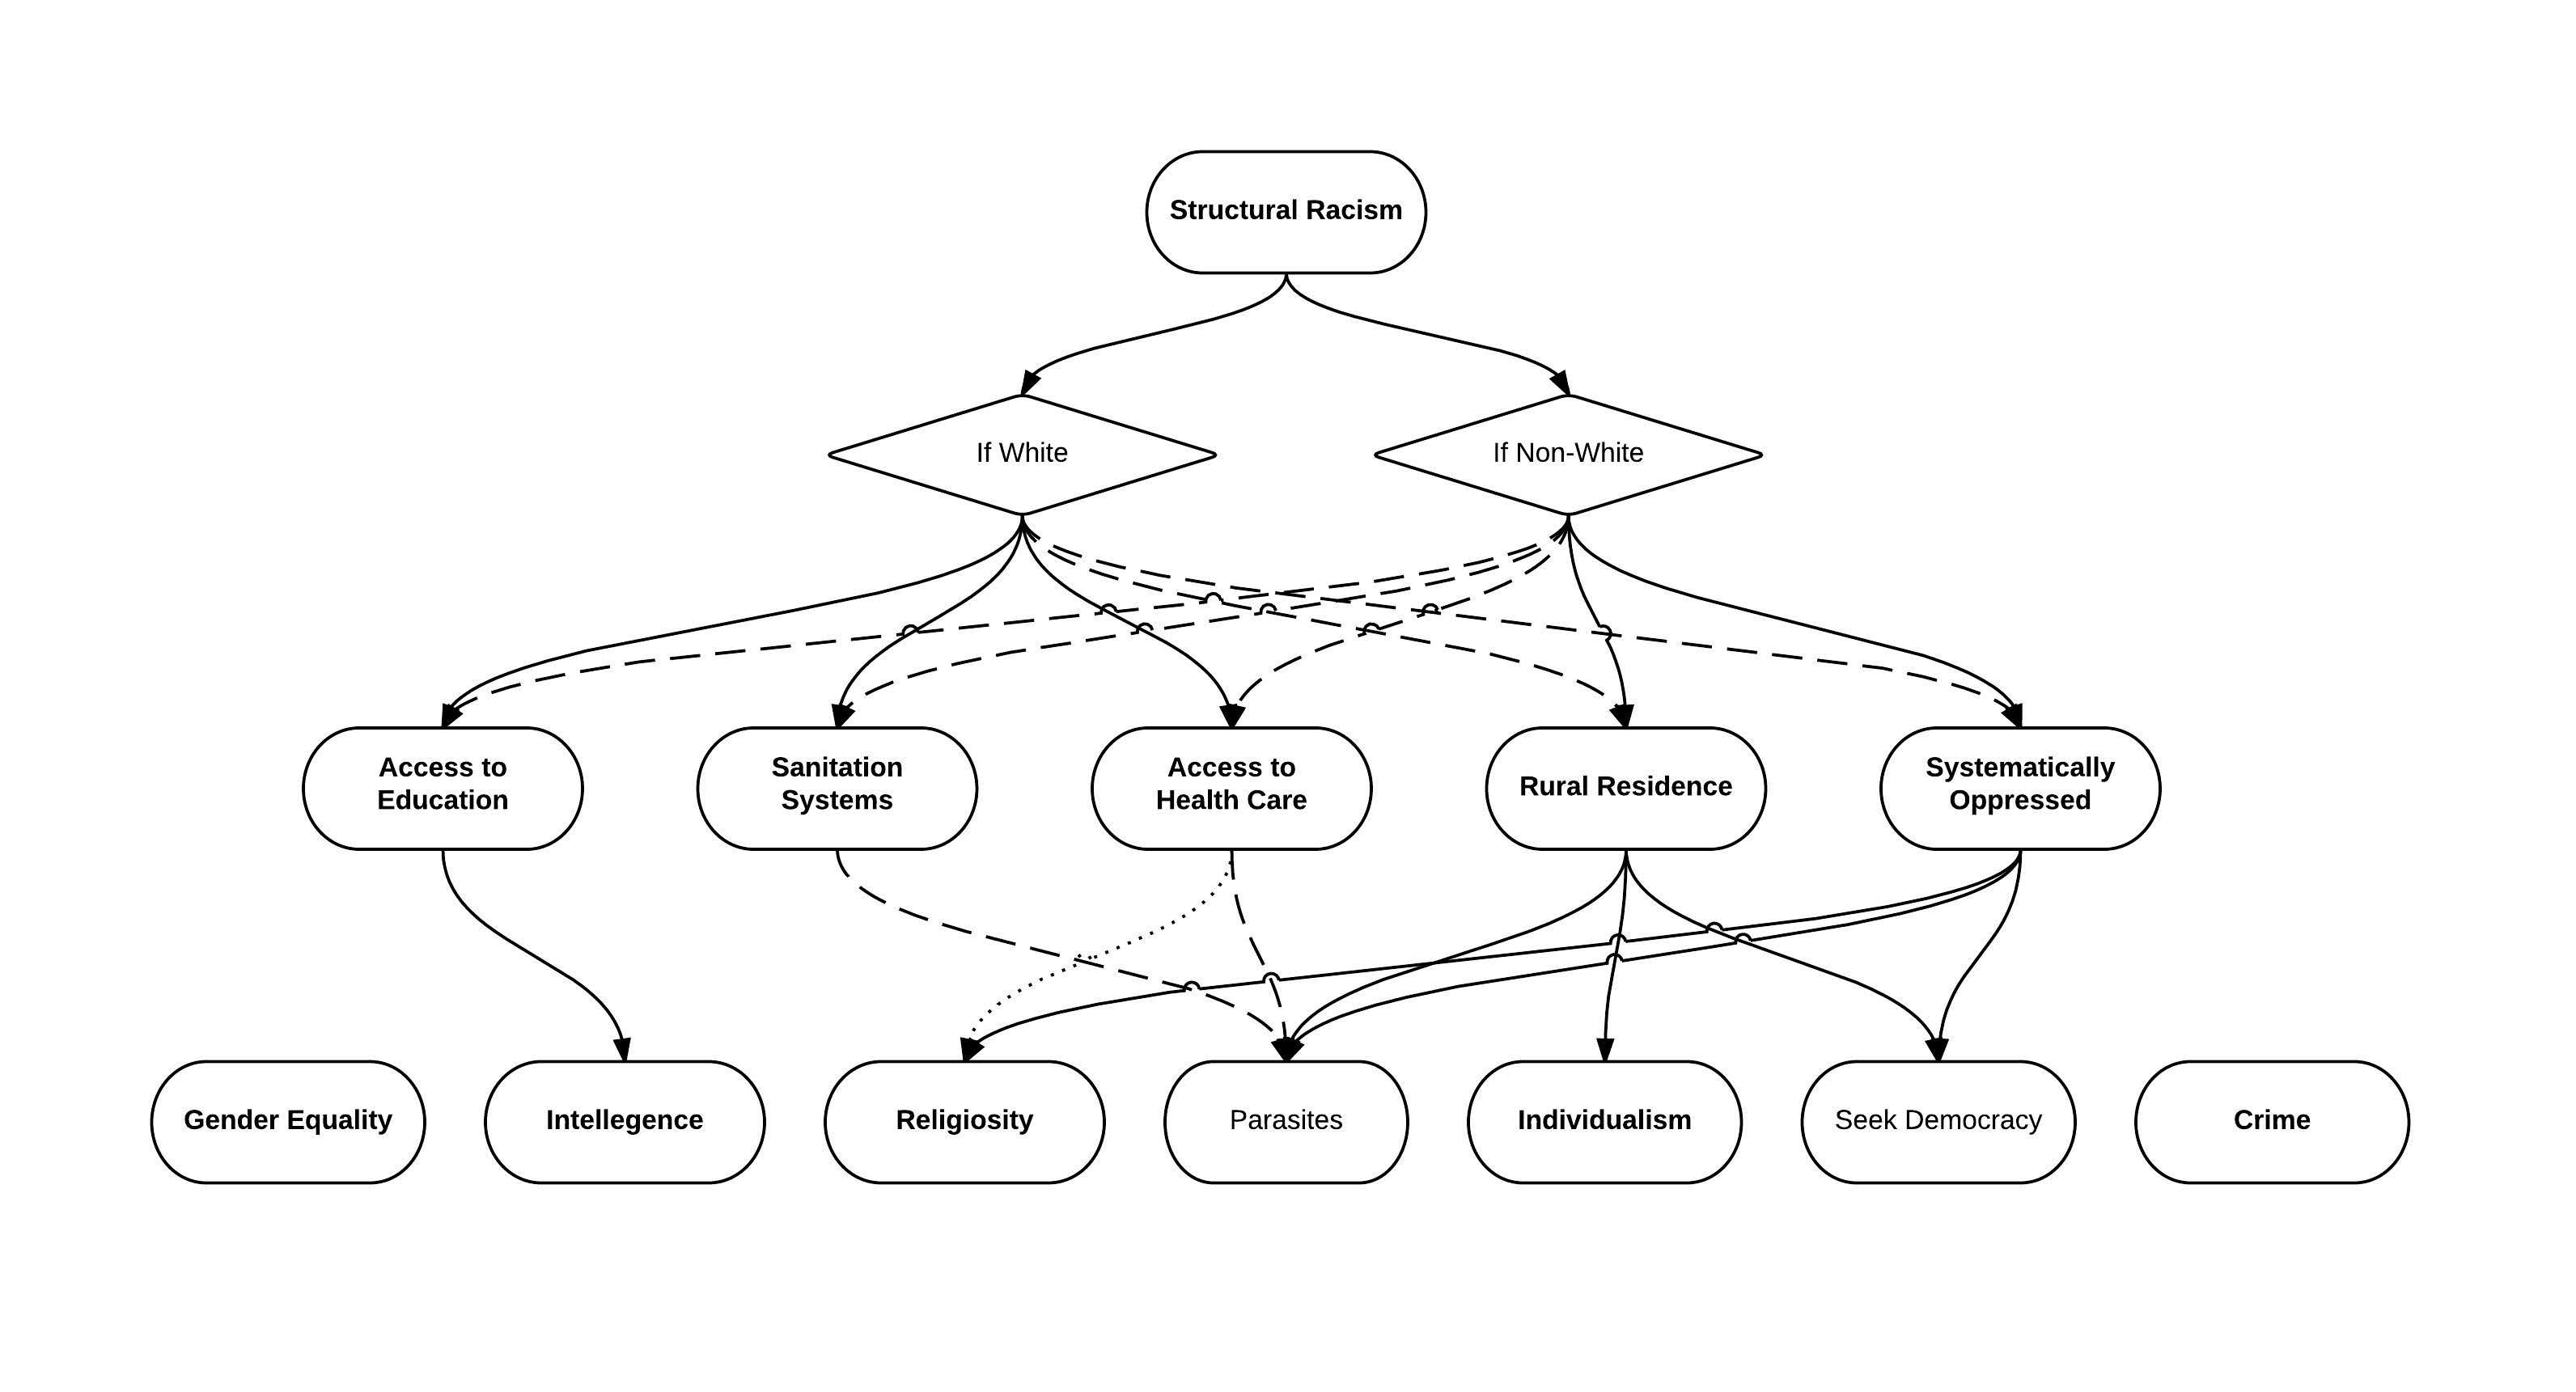 Structural Racism
If White
If Non-White
Access to
Education
Sanitation
Systems
Access to
Health Care
Rural Residence
Systematically
Oppressed
Gender Equality
Intellegence
Religiosity
Parasites
Individualism
Seek Democracy
Crime